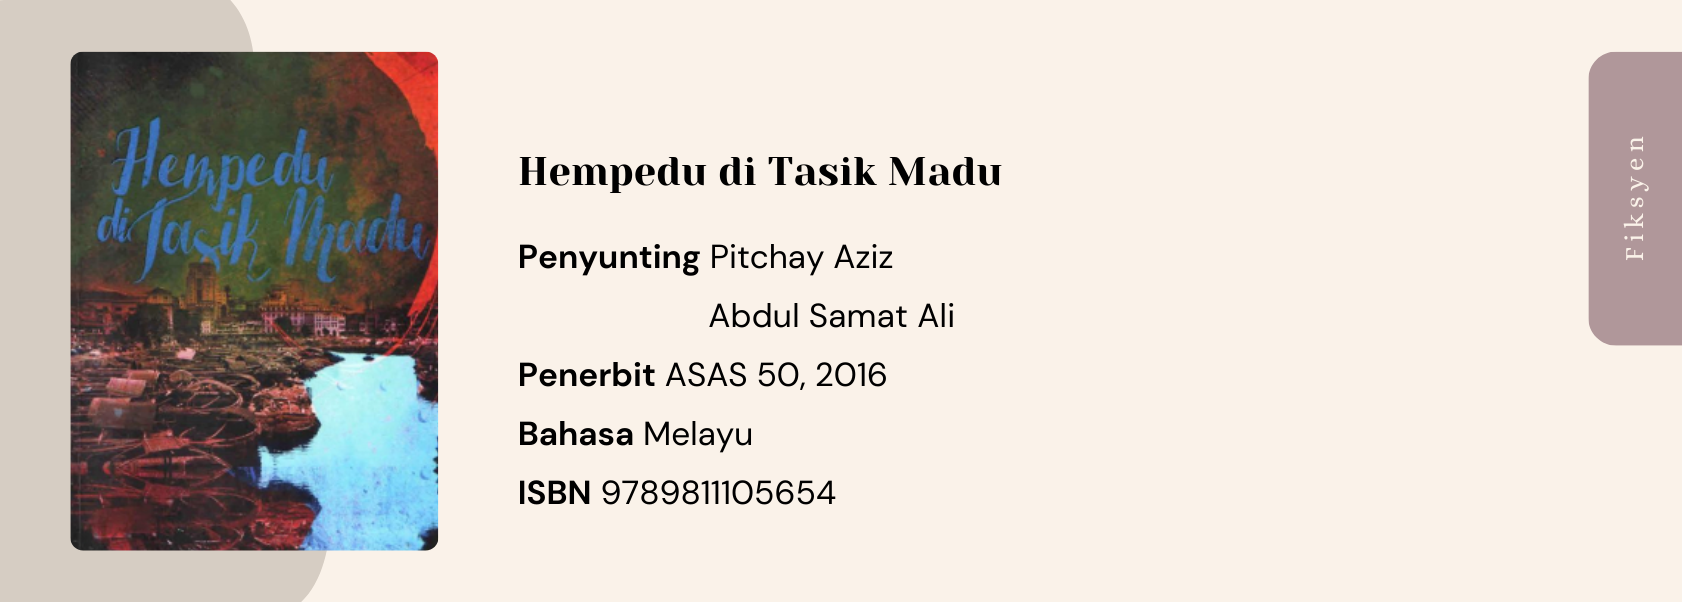 Hempedu
di Tasik Madu
Hempedu di Tasik Madu
Penyunting Pitchay Aziz
Abdul Samat Ali
Penerbit ASAS 50, 2016
Bahasa Melayu
ISBN 9789811105654
Fiksyen